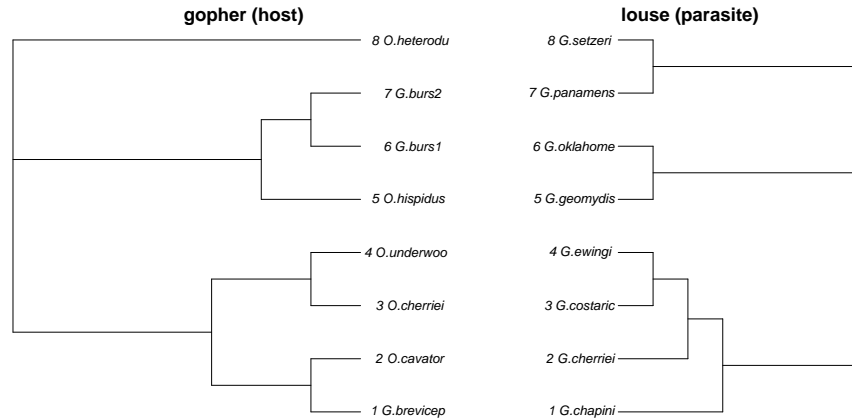 gopher (host)
louse (parasite)
8 O.heterodu
8 G.setzeri
7 G.burs2
7 G.panamens
6 G.burs1
6 G.oklahome
5 O.hispidus
5 G.geomydis
4 O.underwoo
4 G.ewingi
3 O.cherriei
3 G.costaric
2 O.cavator
2 G.cherriei
1 G.brevicep
1 G.chapini